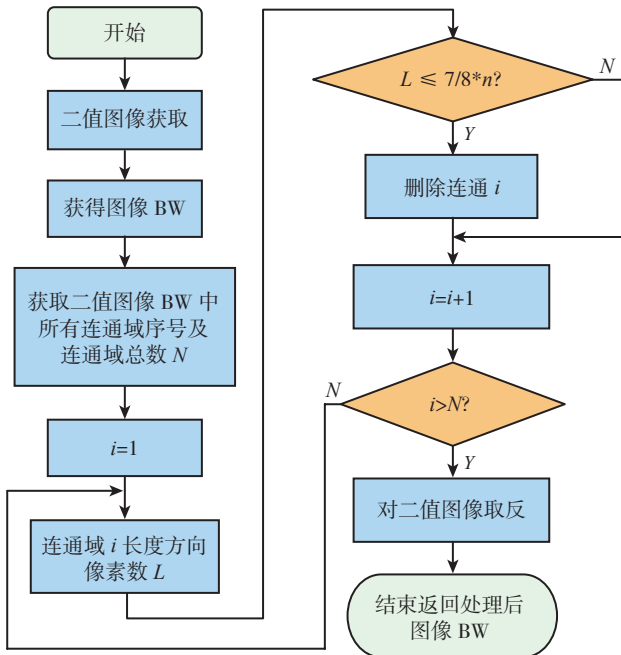 开始
二值图像获取
获得图像 BW
获取二值图像 BW 中
所有连通域序号及
连通域总数 N
i=1
连通域 i 长度方向
像素数 L
L ≤ 7/8*n?
N
Y
删除连通 i
i=i+1
i>N?
N
Y
对二值图像取反
结束返回处理后
图像 BW